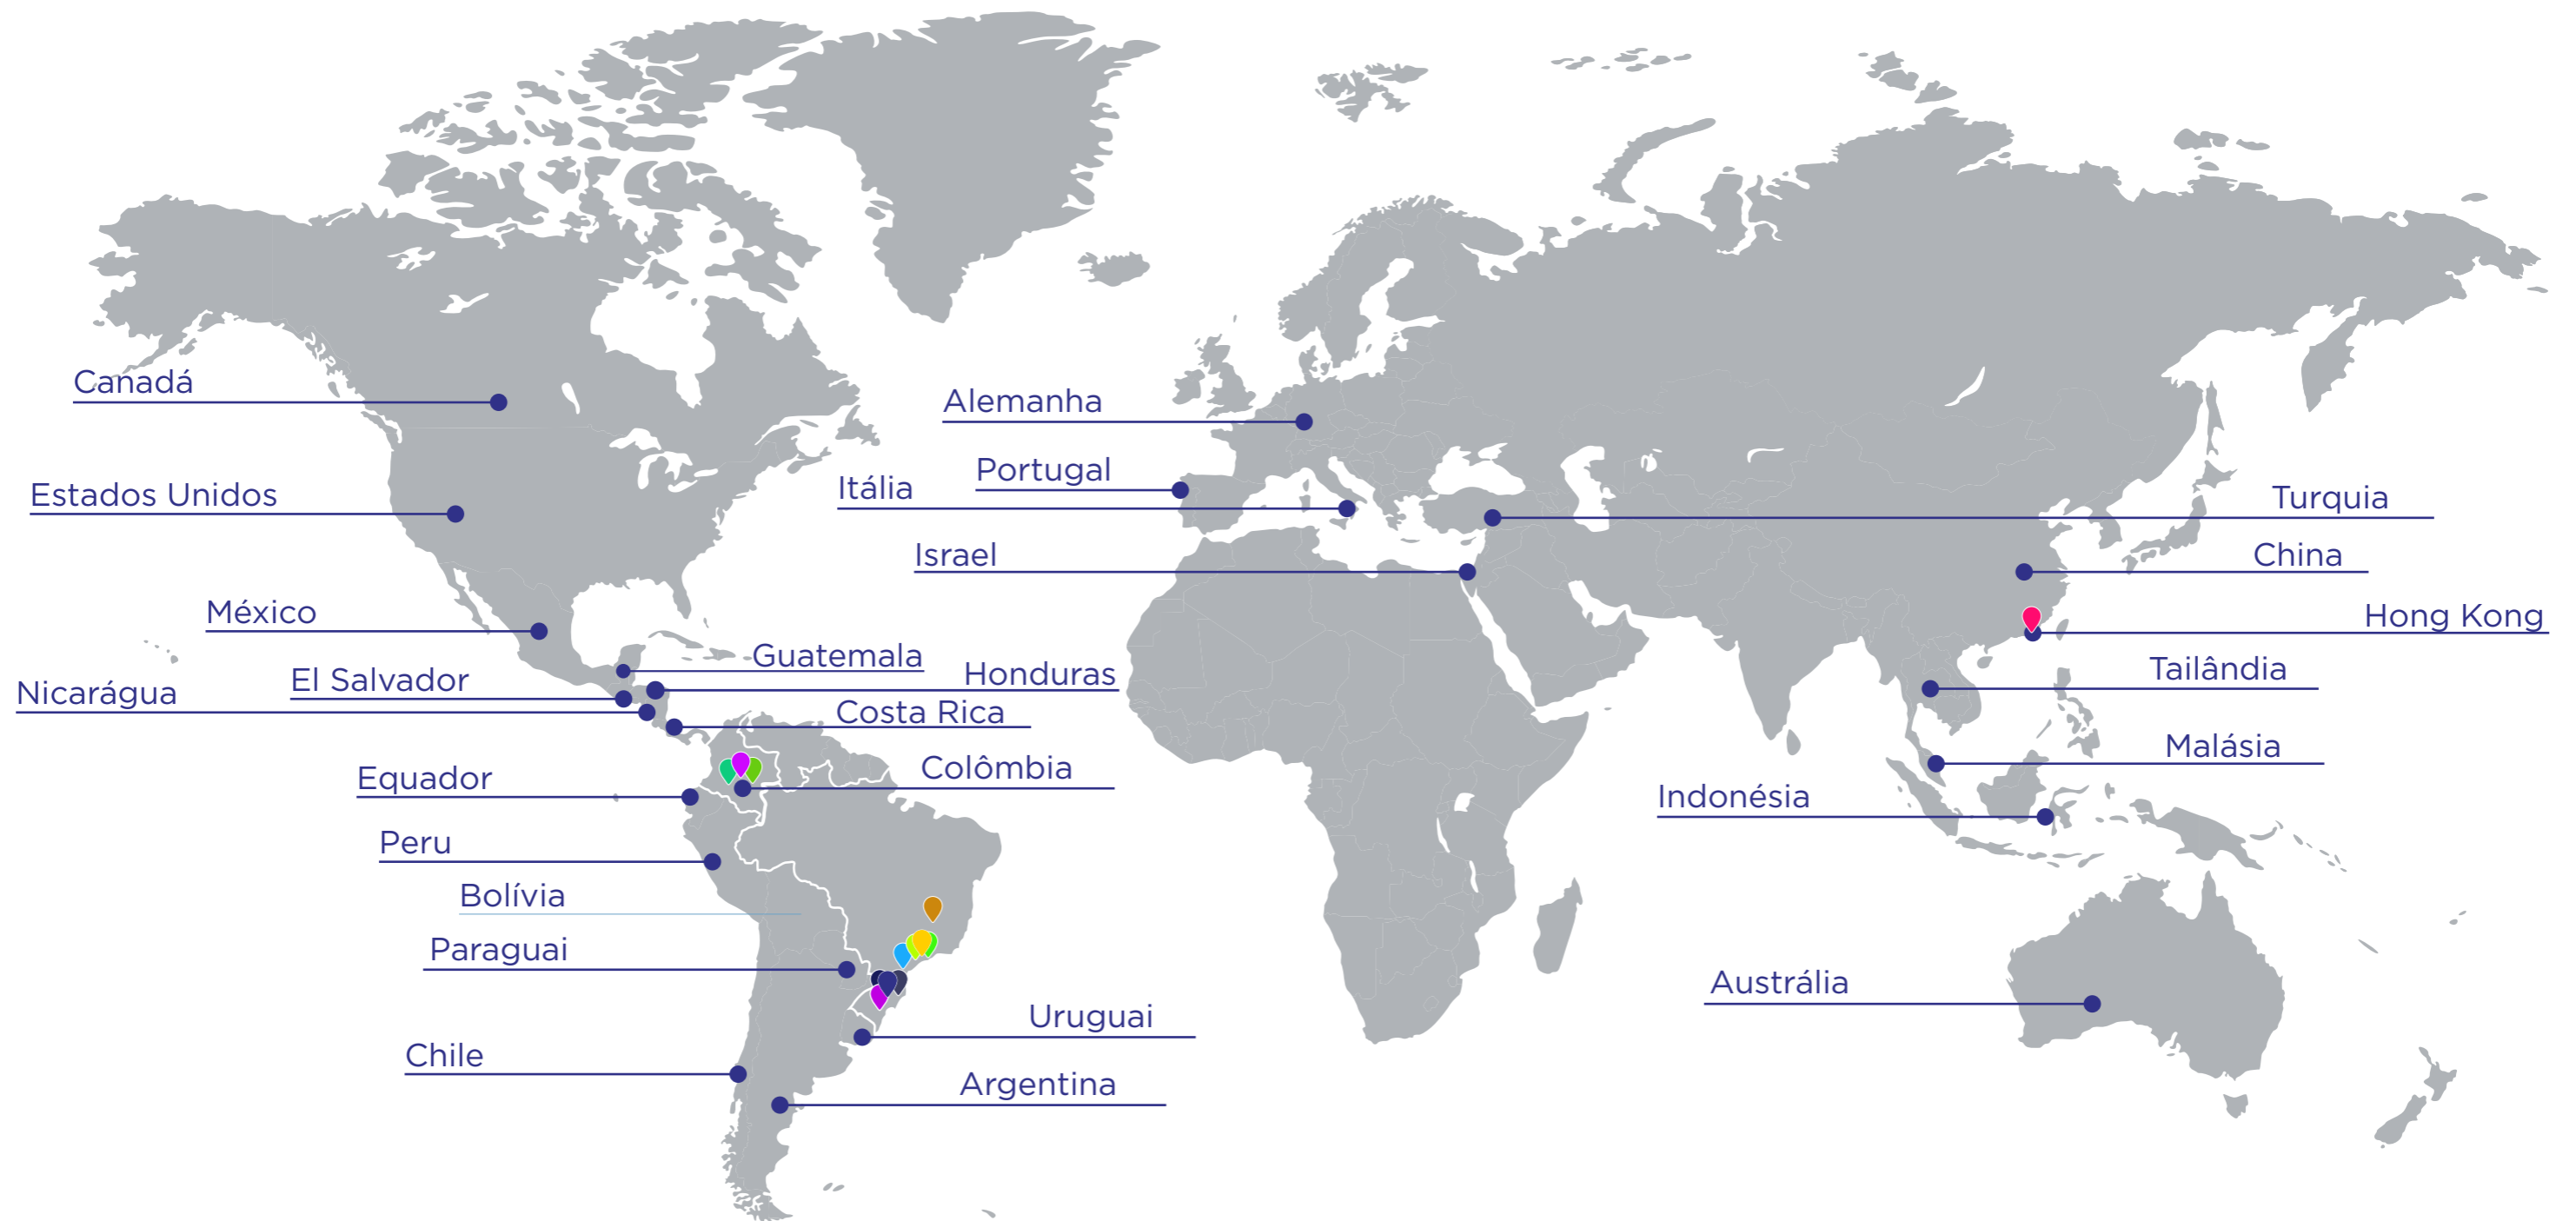 Canadá
Alemanha
Portugal
Itália
Estados Unidos
Turquia
Israel
China
México
Hong Kong
Guatemala
Honduras
Tailândia
El Salvador
Nicarágua
Costa Rica
Malásia
Colômbia
Equador
Indonésia
Peru
Bolívia
Paraguai
Austrália
Uruguai
Chile
Argentina